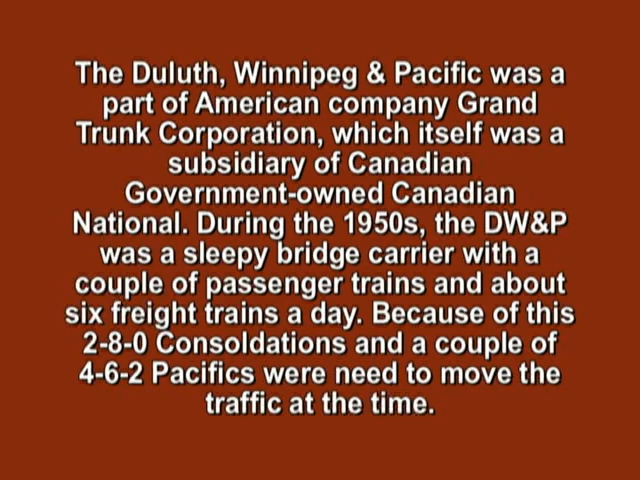 The Duluth, Winnipeg & Pacific was a
part of American company Grand
Trunk Corporation, which itself was a
subsidiary of Canadian
Government-owned Canadian
National. During the 1950s, the DW&P
was a sleepy bridge carrier with a
couple of passenger trains and about
six freight trains a day. Because of this
2-8-0 Consoldations and a couple of
4-6-2 Pacifics were need to move the
traffic at the time.